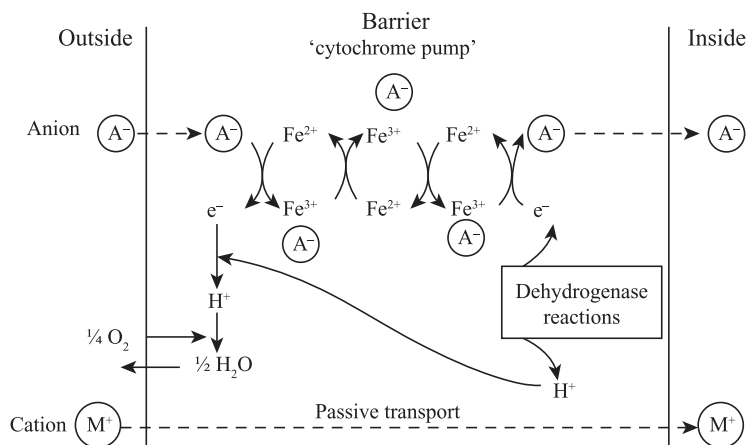 Barrier
Outside
'cytochrome pump'
Inside
A⁻
Anion A⁻ A⁻ Fe²⁺ Fe³⁺ Fe²⁺ A⁻ A⁻
e⁻ Fe³⁺ Fe²⁺ Fe³⁺ e⁻
A⁻ A⁻
Dehydrogenase
reactions
H⁺
¼ O₂
½ H₂O
H⁺
Passive transport
Cation M⁺ M⁺